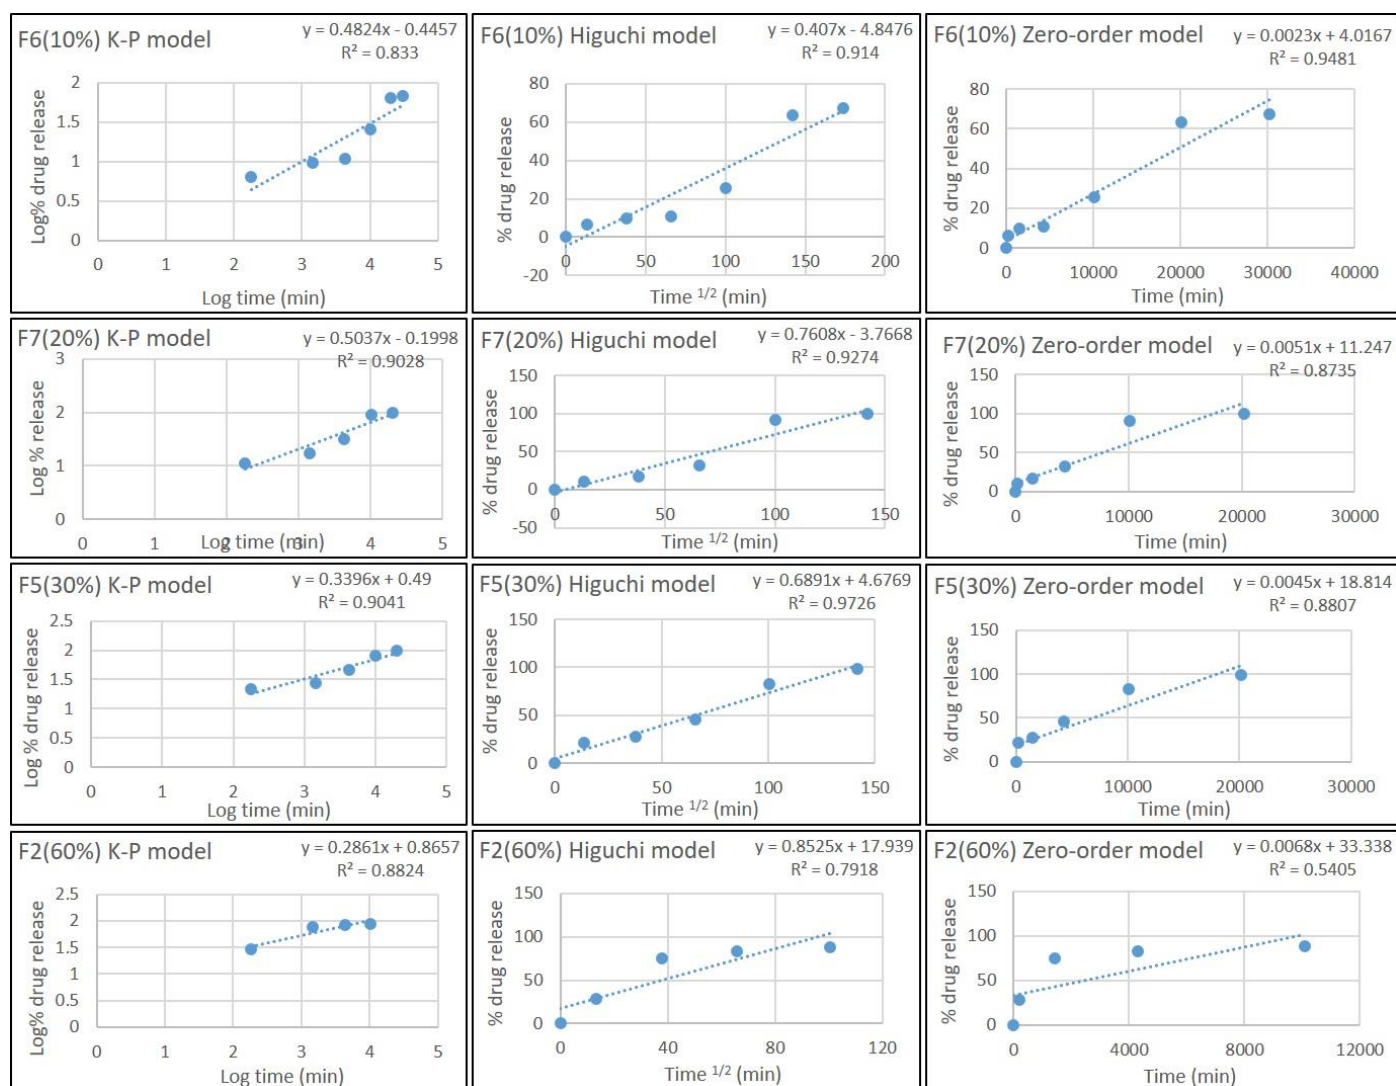 F6(10%) K-P model
y = 0.4824x - 0.4457
R² = 0.833
Log% drug release
2
1.5
1
0.5
0
0 1 2 3 4 5
Log time (min)
F6(10%) Higuchi model
y = 0.407x - 4.8476
R² = 0.914
% drug release
80
60
40
20
0
-20
0 50 100 150 200
Time 1/2 (min)
F6(10%) Zero-order model
y = 0.0023x + 4.0167
R² = 0.9481
% drug release
80
60
40
20
0
0 10000 20000 30000 40000
Time (min)
F7(20%) K-P model
y = 0.5037x - 0.1998
R² = 0.9028
Log % release
3
2
1
0
0 1 2 3 4 5
Log time (min)
F7(20%) Higuchi model
y = 0.7608x - 3.7668
R² = 0.9274
% drug release
150
100
50
0
-50
0 50 100 150
Time 1/2 (min)
F7(20%) Zero-order model
y = 0.0051x + 11.247
R² = 0.8735
% drug release
150
100
50
0
0 10000 20000 30000
Time (min)
F5(30%) K-P model
y = 0.3396x + 0.49
R² = 0.9041
Log % drug release
2.5
2
1.5
1
0.5
0
0 1 2 3 4 5
Log time (min)
F5(30%) Higuchi model
y = 0.6891x + 4.6769
R² = 0.9726
% drug release
150
100
50
0
0 50 100 150
Time 1/2 (min)
F5(30%) Zero-order model
y = 0.0045x + 18.814
R² = 0.8807
% drug release
150
100
50
0
0 10000 20000 30000
Time (min)
F2(60%) K-P model
y = 0.2861x + 0.8657
R² = 0.8824
Log% drug release
2.5
2
1.5
1
0.5
0
0 1 2 3 4 5
Log time (min)
F2(60%) Higuchi model
y = 0.8525x + 17.939
R² = 0.7918
% drug release
150
100
50
0
0 40 80 120
Time 1/2 (min)
F2(60%) Zero-order model
y = 0.0068x + 33.338
R² = 0.5405
% drug release
150
100
50
0
0 4000 8000 12000
Time (min)